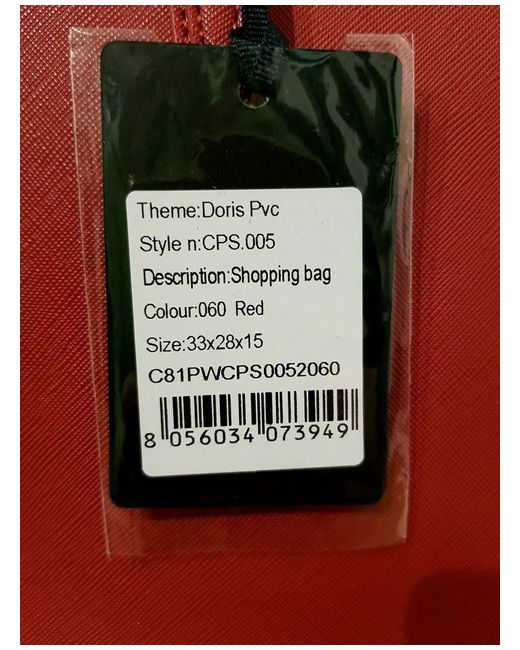 Theme:Doris Pvc
Style n:CPS.005
Description:Shopping bag
Colour:060 Red
Size:33x28x15
C81PWCPS0052060
8 056034 073949